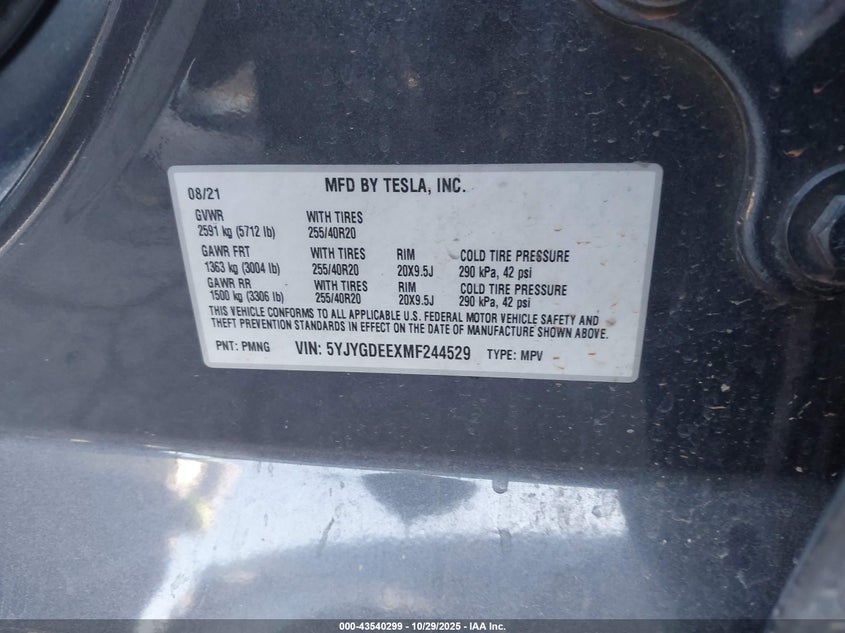 MFD BY TESLA, INC.
08/21
GVWR WITH TIRES
2591 kg (5712 lb) 255/40R20
GAWR FRT WITH TIRES RIM COLD TIRE PRESSURE
1363 kg (3004 lb) 255/40R20 20X9.5J 290 kPa, 42 psi
GAWR RR WITH TIRES RIM COLD TIRE PRESSURE
1500 kg (3306 lb) 255/40R20 20X9.5J 290 kPa, 42 psi
THIS VEHICLE CONFORMS TO ALL APPLICABLE U.S. FEDERAL MOTOR VEHICLE SAFETY AND
THEFT PREVENTION STANDARDS IN EFFECT ON THE DATE OF MANUFACTURE SHOWN ABOVE.
PNT: PMNG VIN: 5YJYGDEEXMF244529 TYPE: MPV
000-43540299 | 10/29/2025 | IAA Inc.